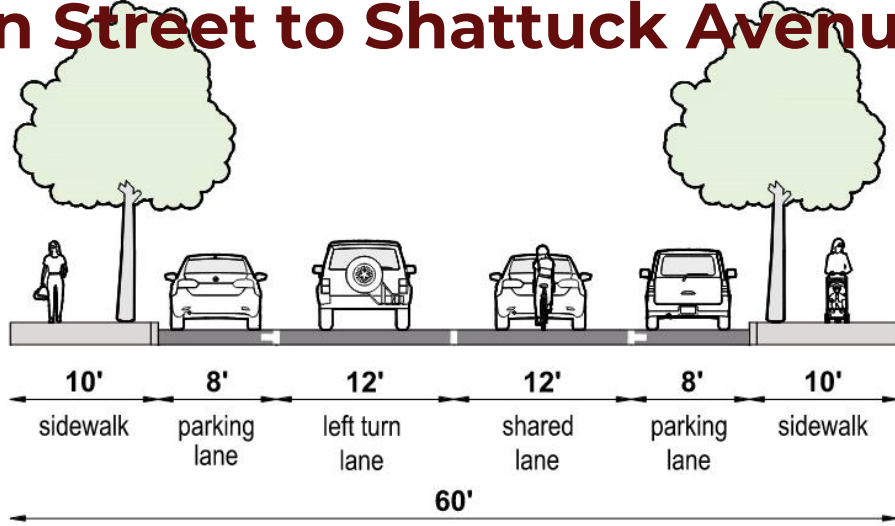 n Street to Shattuck Avenu
10' 8' 12' 12' 8' 10'
sidewalk parking lane left turn lane shared lane parking lane sidewalk
60'